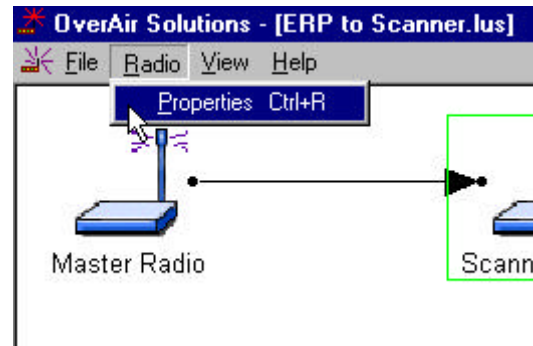 OverAir Solutions - [ERP to Scanner.lus]
File Radio View Help
Properties Ctrl+R
Master Radio
Scann